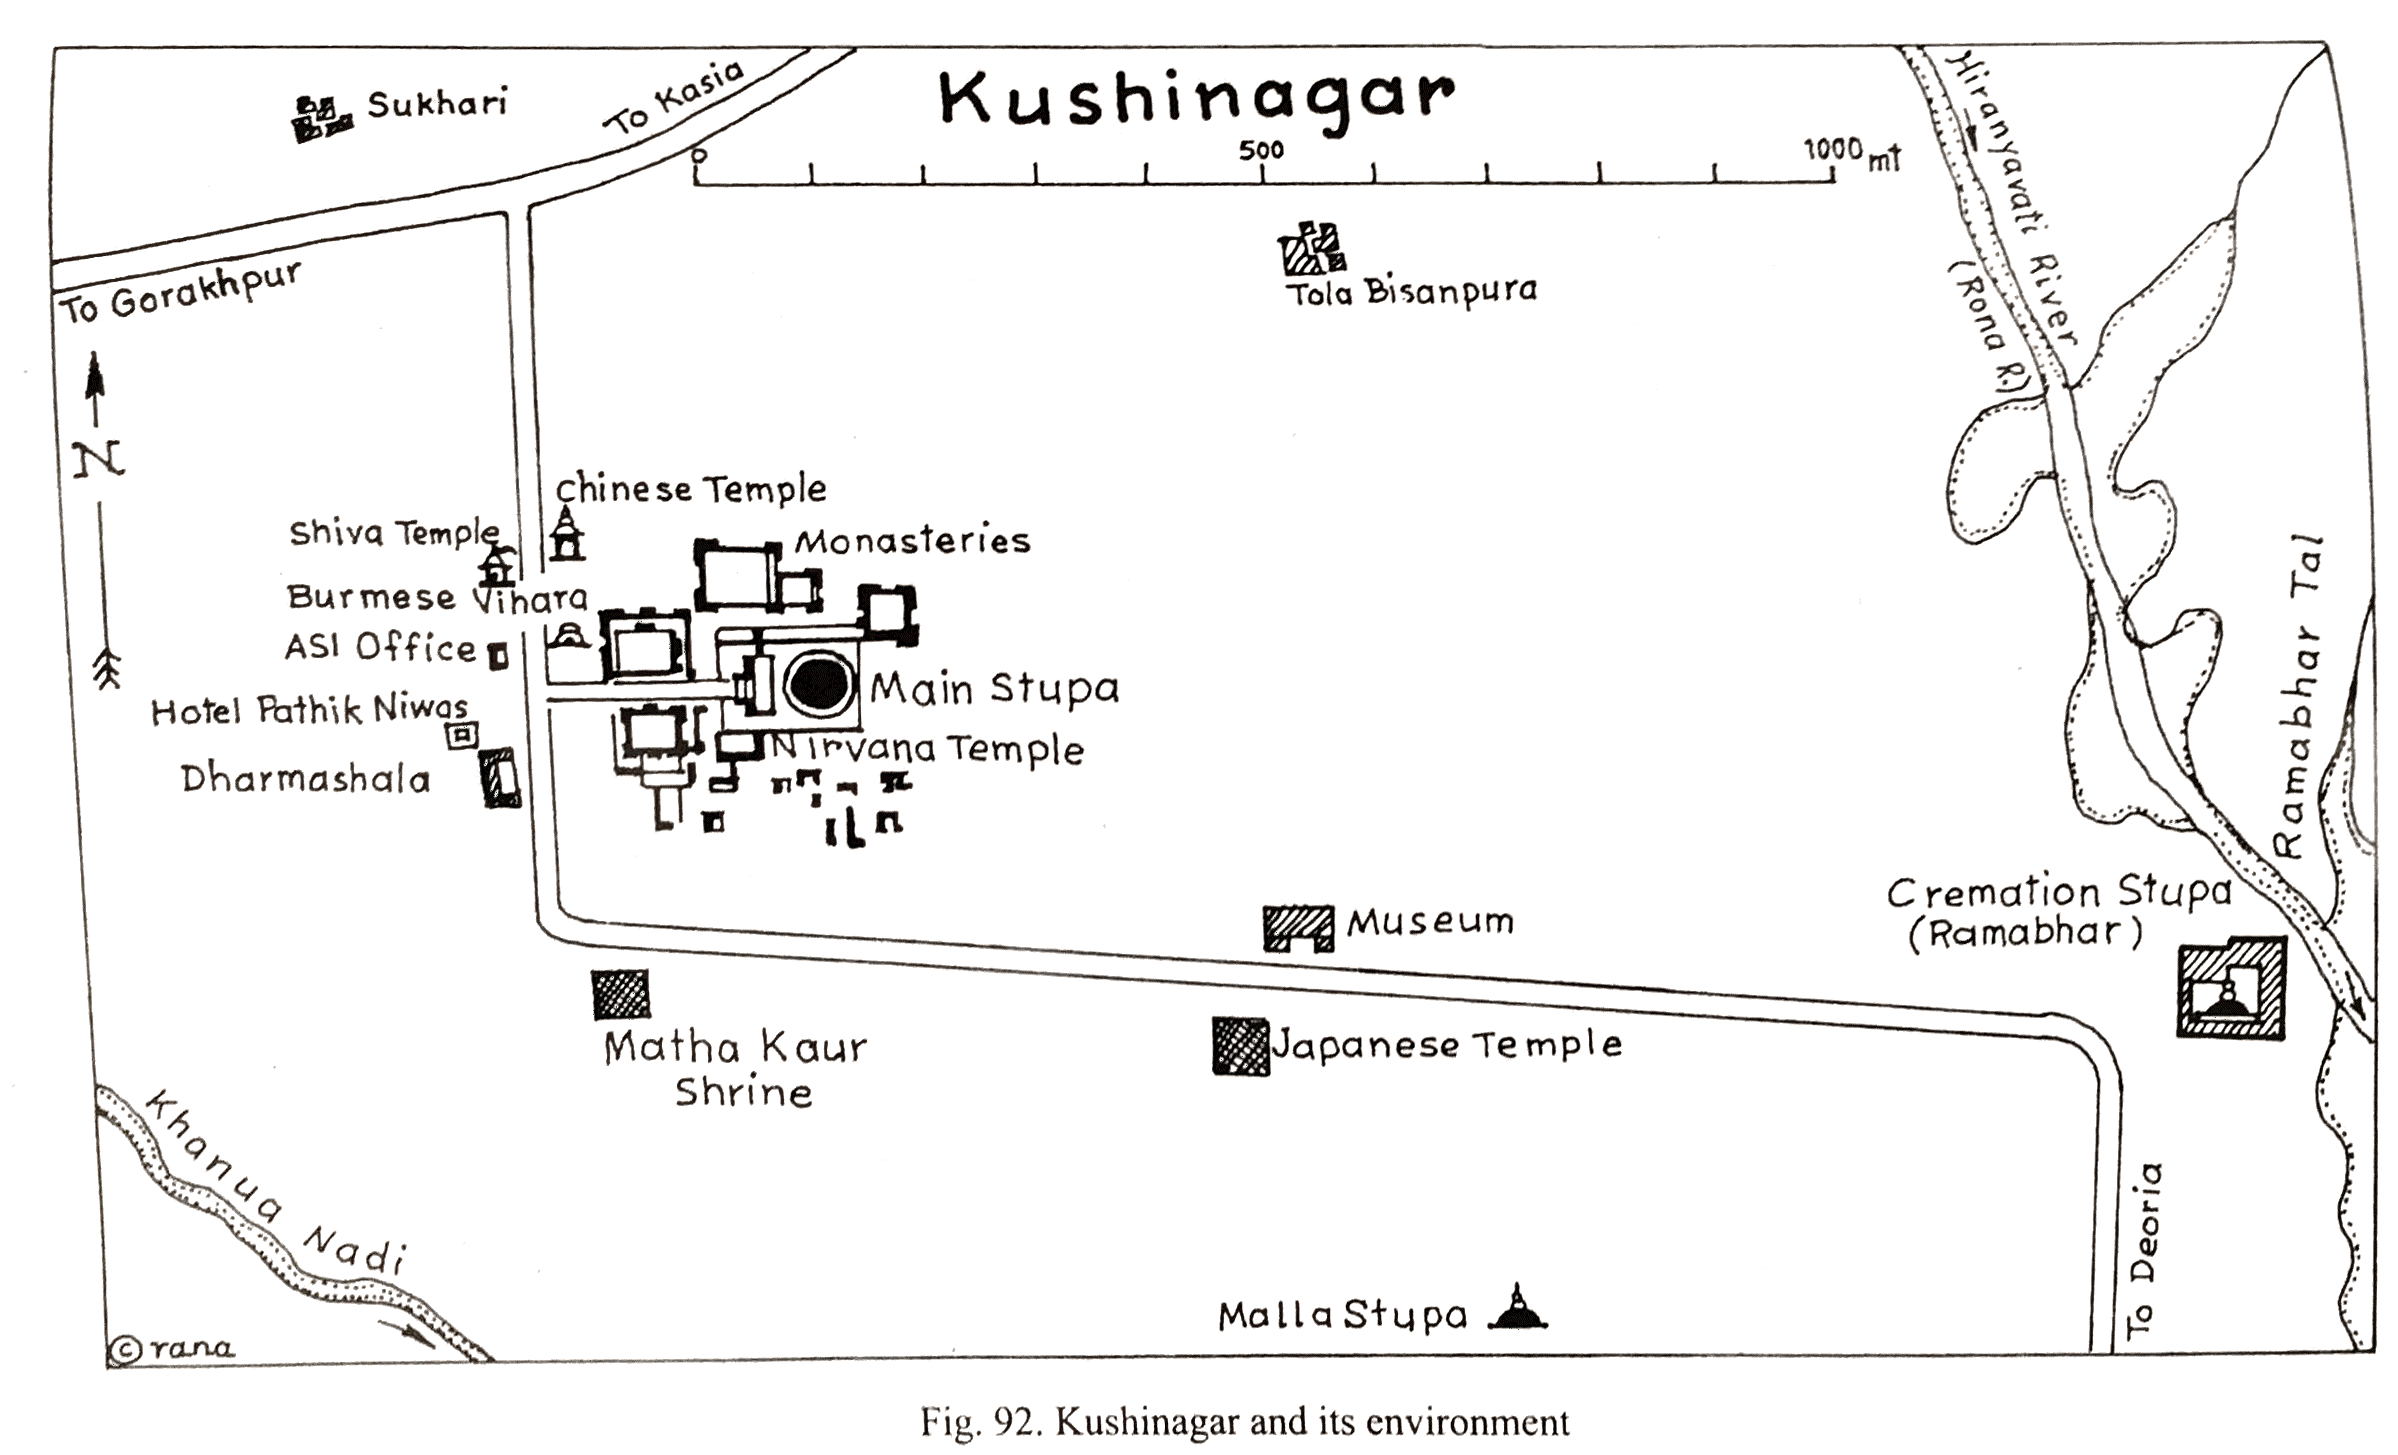 Kushinagar
Sukhari
To Kasia
0
500
1000 mt
Hiranyavati River
(Rona R.)
To Gorakhpur
Tola Bisanpura
N
Chinese Temple
Shiva Temple
Monasteries
Burmese Vihara
ASI Office
Main Stupa
Hotel Pathik Niwas
Nirvana Temple
Dharmashala
Ramabhar Tal
Cremation Stupa
(Ramabhar)
Museum
Matha Kaur
Shrine
Japanese Temple
Khanua Nadi
To Deoria
Malla Stupa
© rana
Fig. 92. Kushinagar and its environment